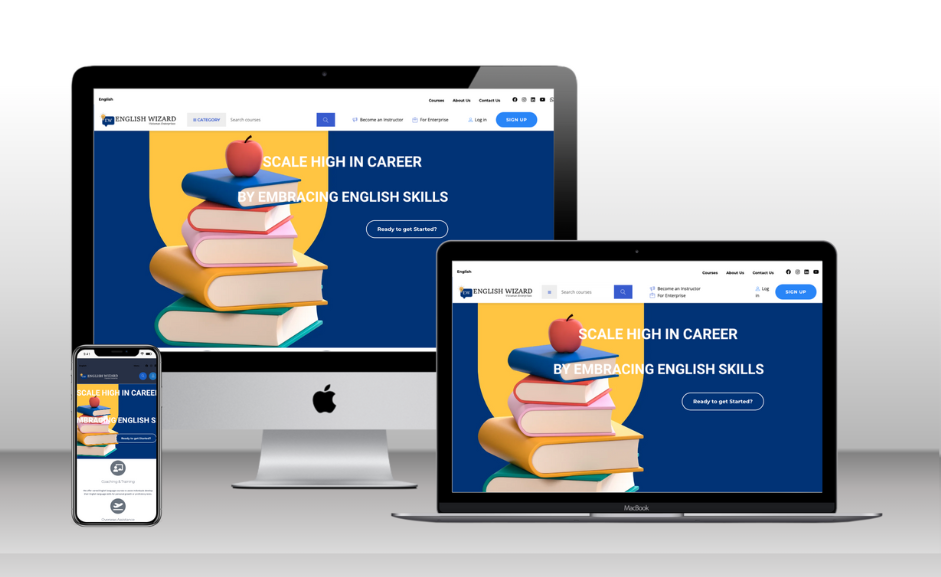 English
Courses About Us Contact Us
EW ENGLISH WIZARD
CATEGORY Search courses Become an Instructor For Enterprise Log in SIGN UP
SCALE HIGH IN CAREER
BY EMBRACING ENGLISH SKILLS
Ready to get Started?
English
Courses About Us Contact Us
EW ENGLISH WIZARD
Search courses Become an Instructor Log
For Enterprise in SIGN UP
SCALE HIGH IN CAREER
BY EMBRACING ENGLISH SKILLS
Ready to get Started?
MacBook
ENGLISH WIZARD
SCALE HIGH IN CAREE
MBRACING ENGLISH S
Ready to get Started?
Coaching & Training